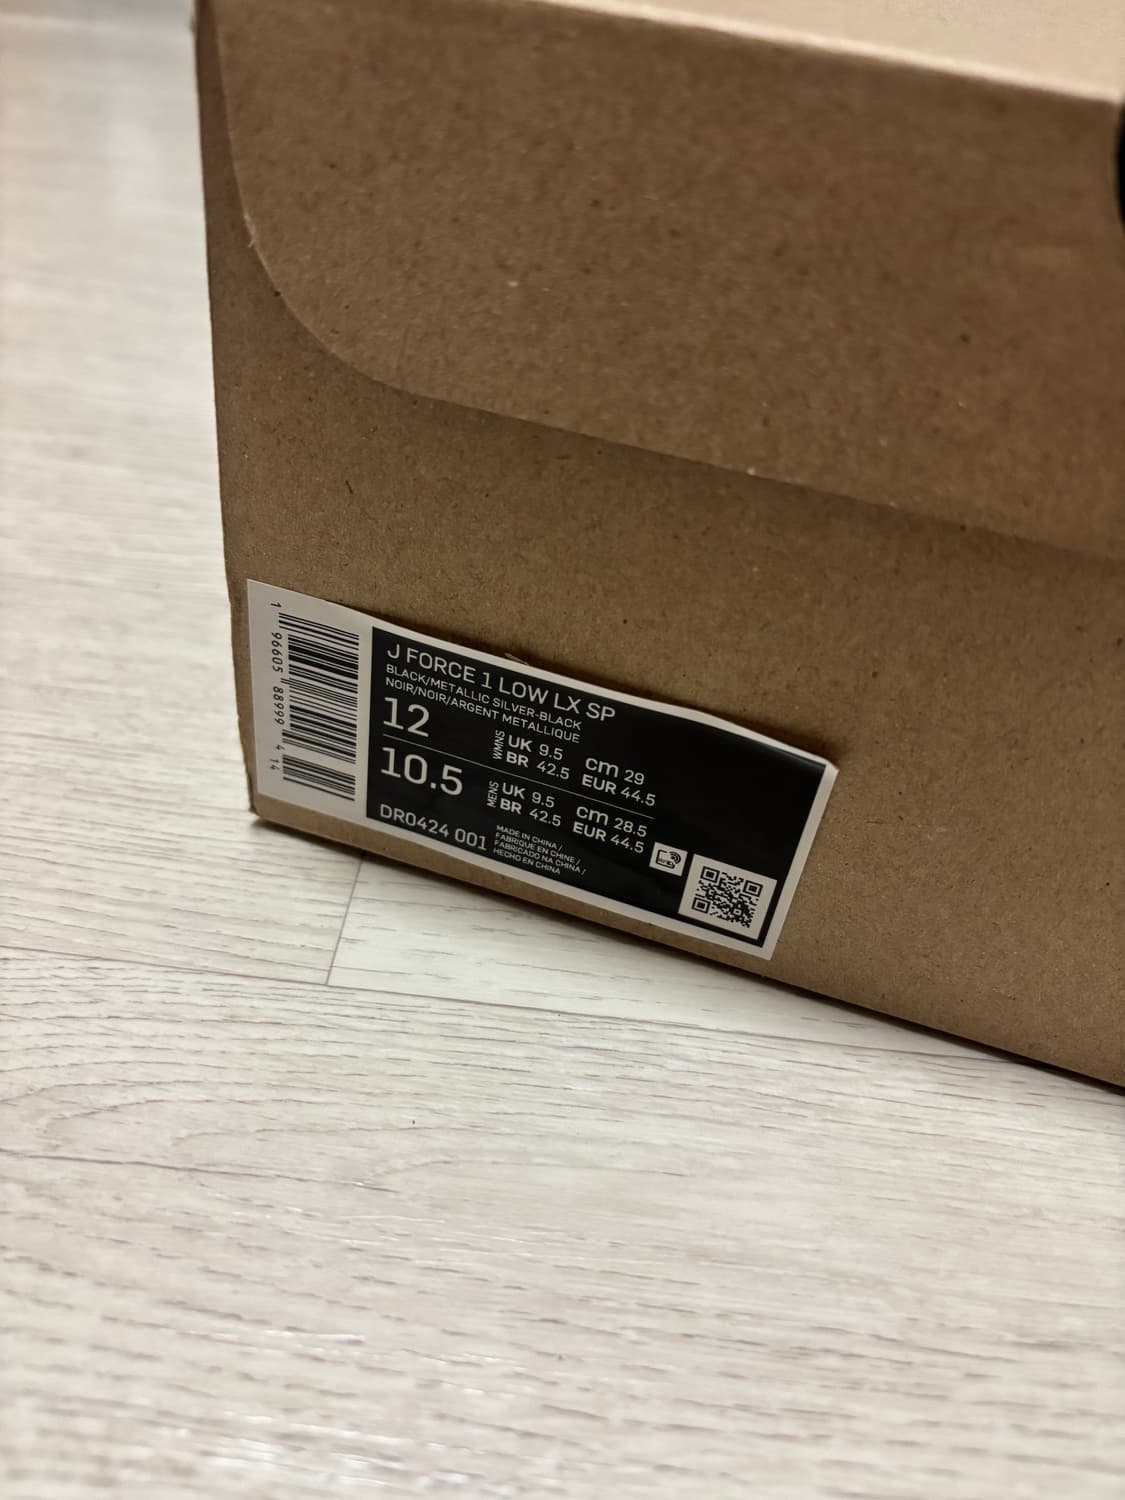 J FORCE 1 LOW LX SP
BLACK/METALLIC SILVER-BLACK
NOIR/NOIR/ARGENT METALLIQUE
12
WMNS
UK 9.5 cm 29
BR 42.5 EUR 44.5
10.5
MENS
UK 9.5 cm 28.5
BR 42.5 EUR 44.5
DR0424 001
MADE IN CHINA /
FABRIQUE EN CHINE /
FABRICADO NA CHINA /
HECHO EN CHINA
1 96605 88999 4 14